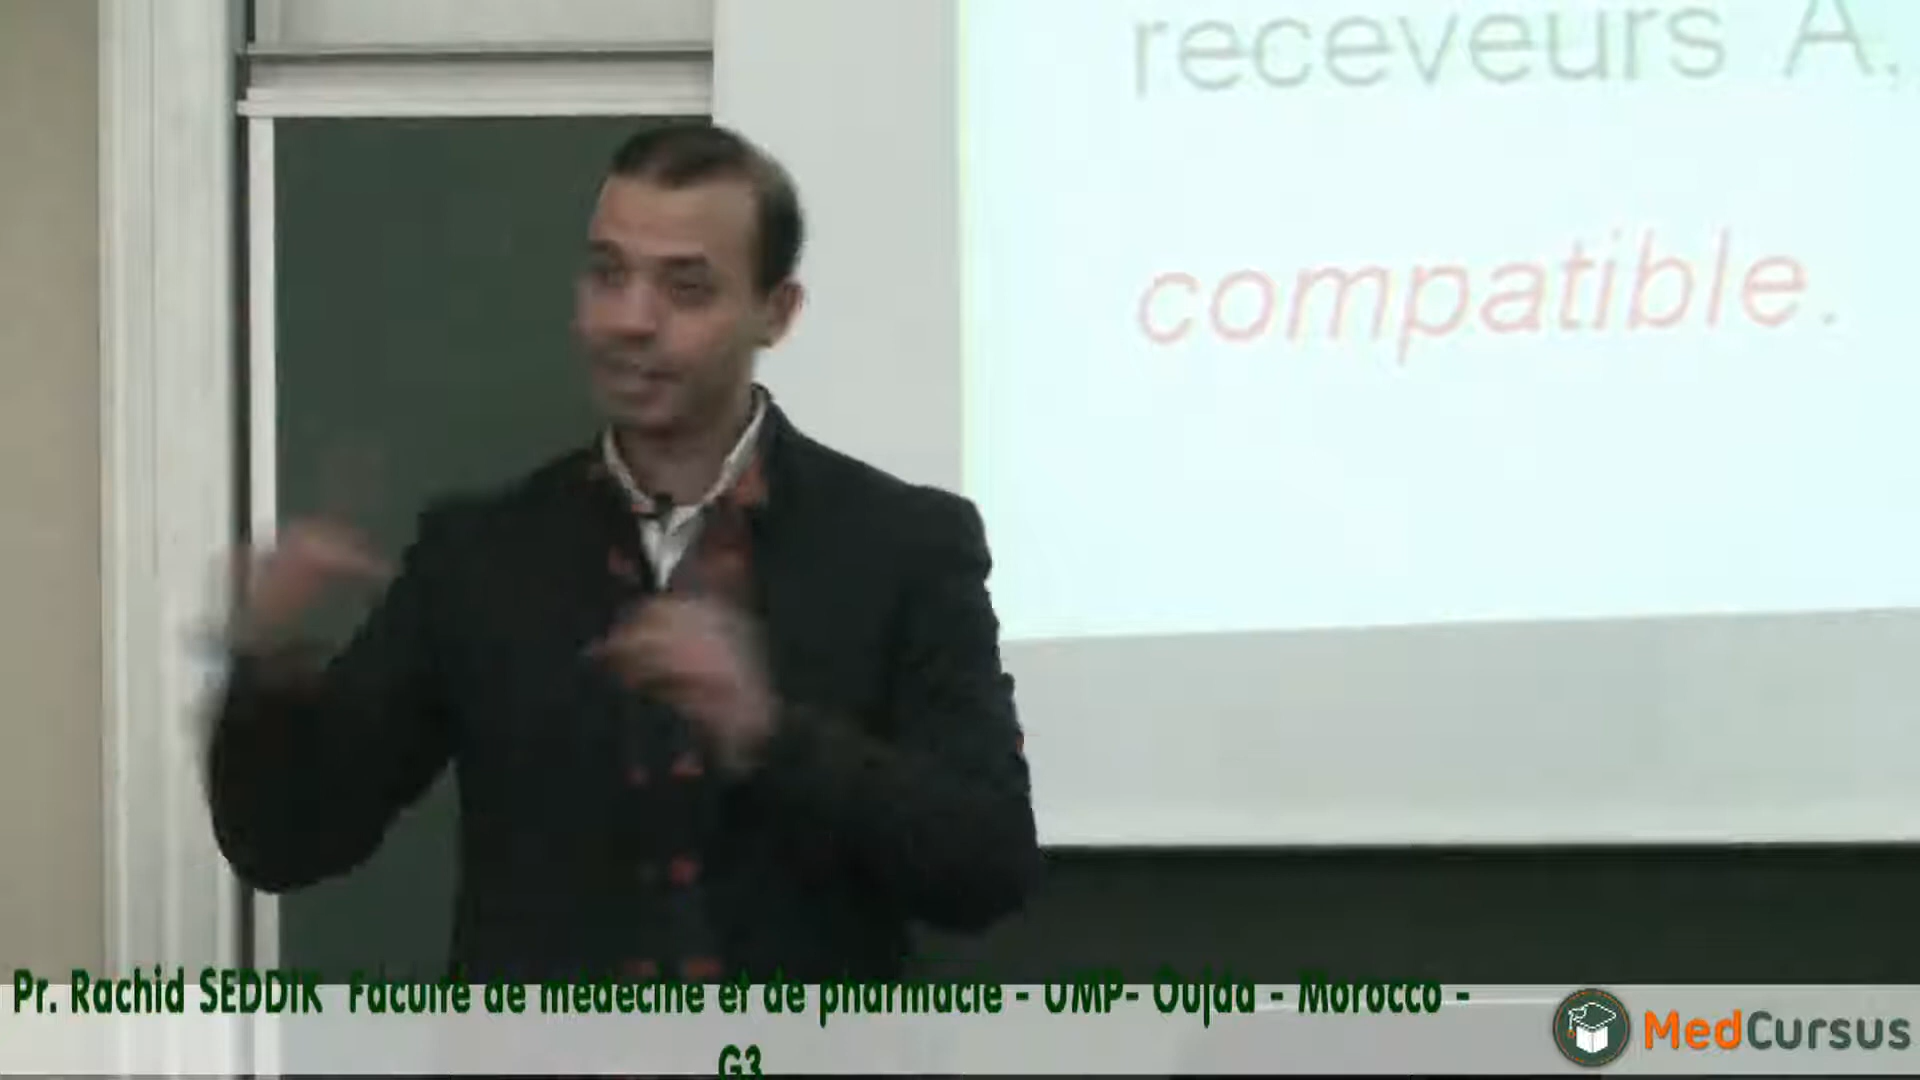 receveurs A,
compatible.
Pr. Rachid SEDDIK Faculté de médecine et de pharmacie - UMP- Oujda - Morocco -
G3
MedCursus